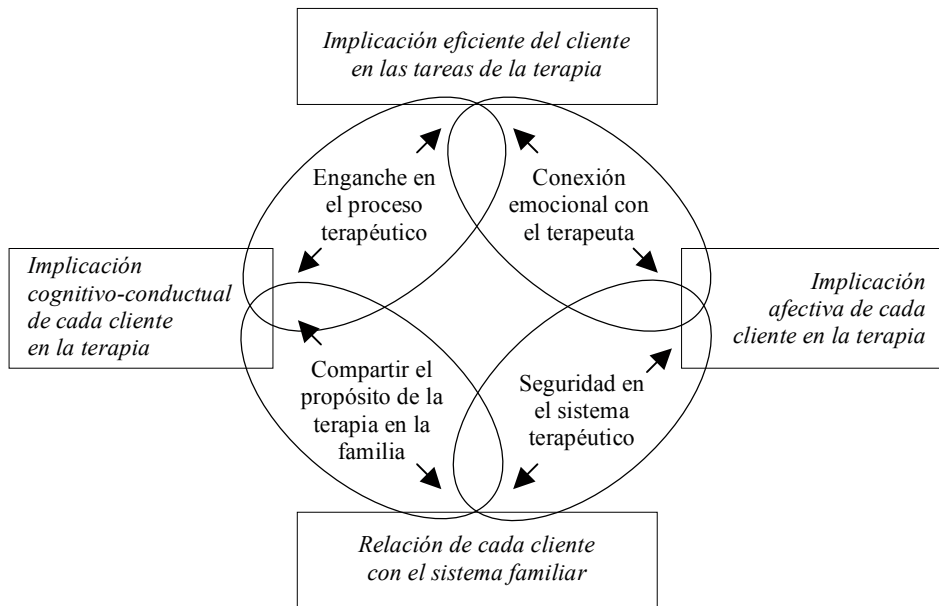 Implicación eficiente del cliente
en las tareas de la terapia
Enganche en
el proceso
terapéutico
Conexión
emocional con
el terapeuta
Implicación
cognitivo-conductual
de cada cliente
en la terapia
Implicación
afectiva de cada
cliente en la terapia
Compartir el
propósito de la
terapia en la
familia
Seguridad en
el sistema
terapéutico
Relación de cada cliente
con el sistema familiar